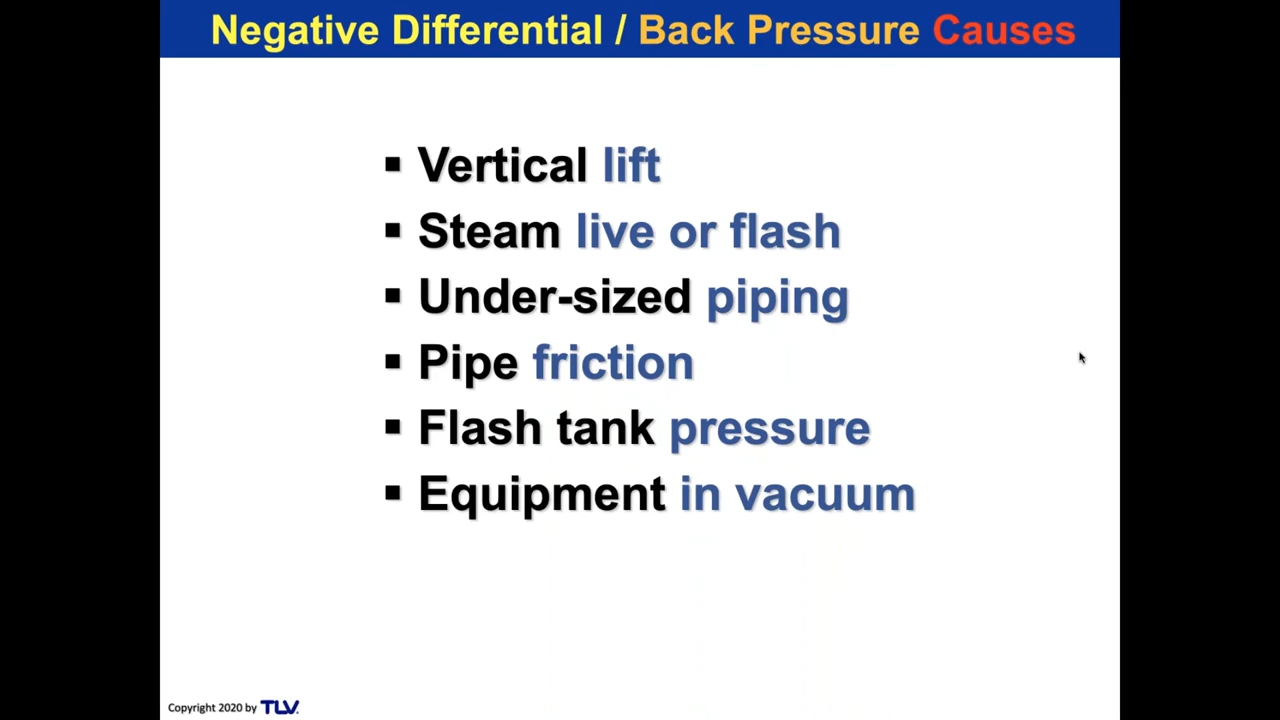 Negative Differential / Back Pressure Causes
▪ Vertical lift
▪ Steam live or flash
▪ Under-sized piping
▪ Pipe friction
▪ Flash tank pressure
▪ Equipment in vacuum
Copyright 2020 by TLV.